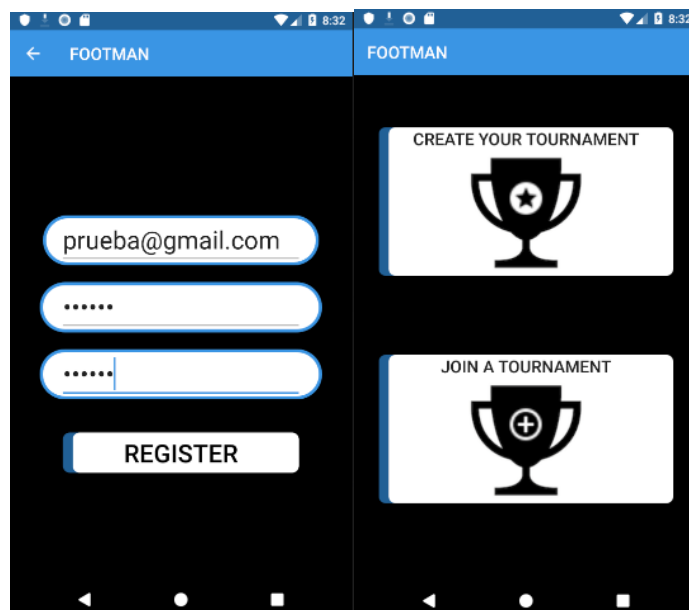 8:32
FOOTMAN
prueba@gmail.com
••••••
••••••
REGISTER
8:32
FOOTMAN
CREATE YOUR TOURNAMENT
JOIN A TOURNAMENT